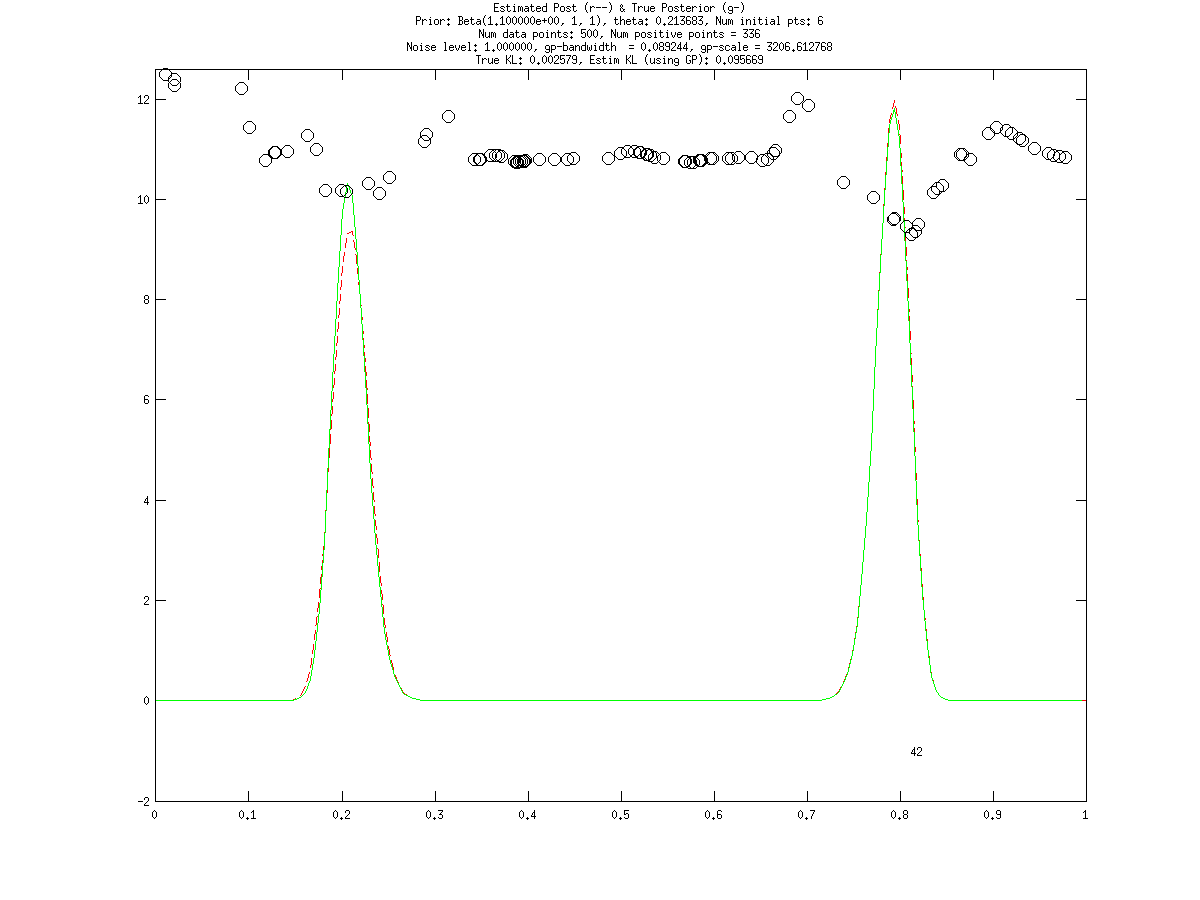 Estimated Post (r--) & True Posterior (g-)
Prior: Beta(1.100000e+00, 1, 1), theta: 0.213683, Num initial pts: 6
Num data points: 500, Num positive points = 336
Noise level: 1.000000, gp-bandwidth  = 0.089244, gp-scale = 3206.612768
True KL: 0.002579, Estim KL (using GP): 0.095669
12
10
8
6
4
2
0
42
-2
0 0.1 0.2 0.3 0.4 0.5 0.6 0.7 0.8 0.9 1